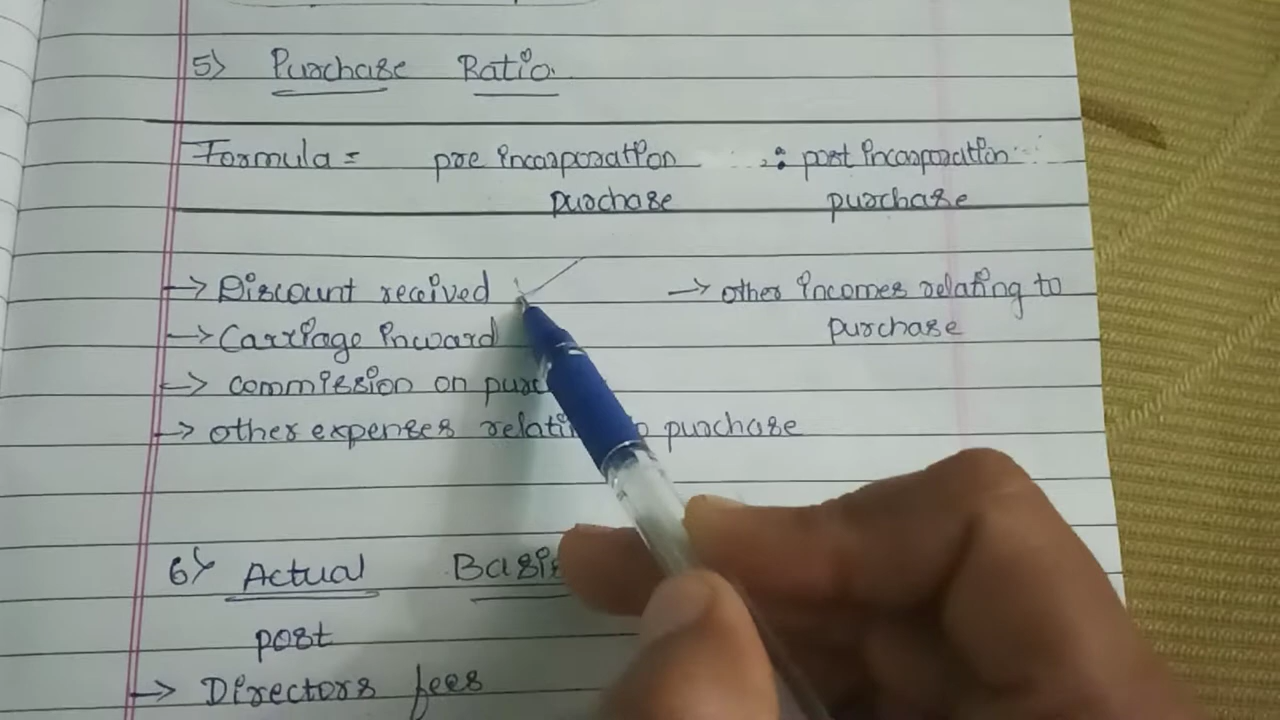 5) Purchase Ratio.
Formula = pre incorporation : post incorporation
purchase purchase
→ Discount received → other incomes relating to
→ Carriage Inward purchase
→ commission on
→ other expenses purchase
6) Actual Basis
post
→ Directors fees